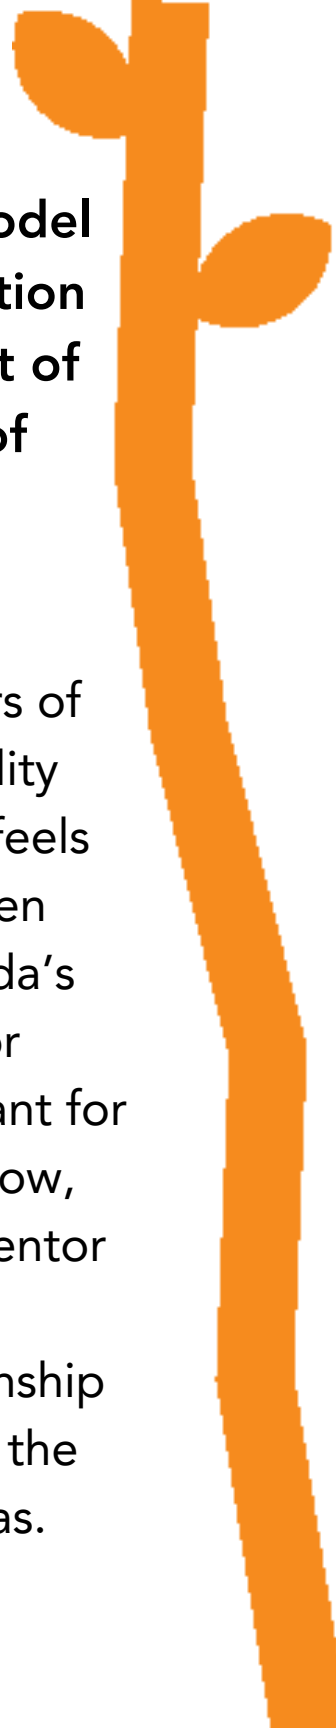 odel
tion
t of
of
rs of
lity
feels
en
da's
or
ant for
ow,
entor
nship
the
as.